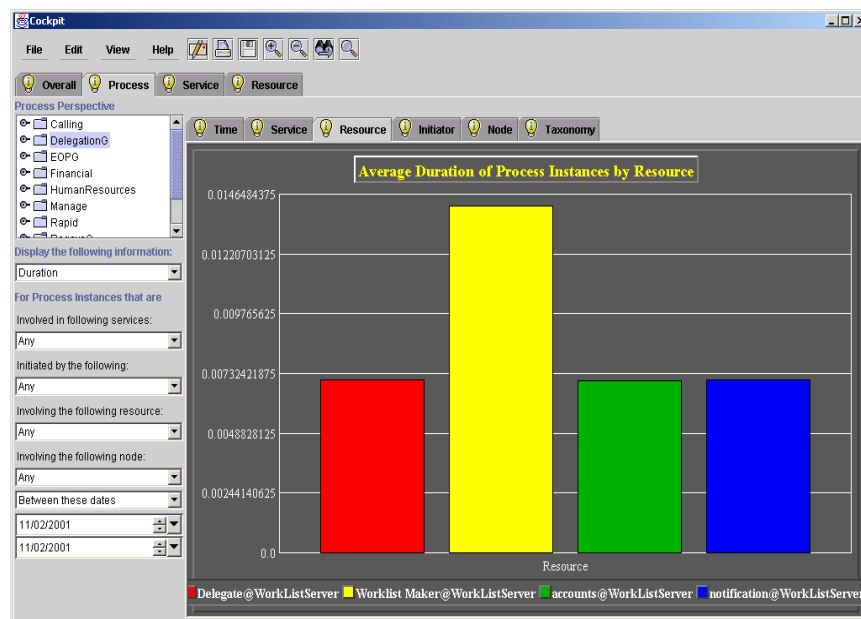 Cockpit
File Edit View Help
Overall Process Service Resource
Process Perspective
Calling
DelegationG
EOPG
Financial
HumanResources
Manage
Rapid
Display the following information:
Duration
For Process Instances that are
Involved in following services:
Any
Initiated by the following:
Any
Involving the following resource:
Any
Involving the following node:
Any
Between these dates
11/02/2001
11/02/2001
Time Service Resource Initiator Node Taxonomy
Average Duration of Process Instances by Resource
0.0146484375
0.01220703125
0.009765625
0.00732421875
0.0048828125
0.00244140625
0.0
Resource
Delegate@WorkListServer Worklist Maker@WorkListServer accounts@WorkListServer notification@WorkListServer